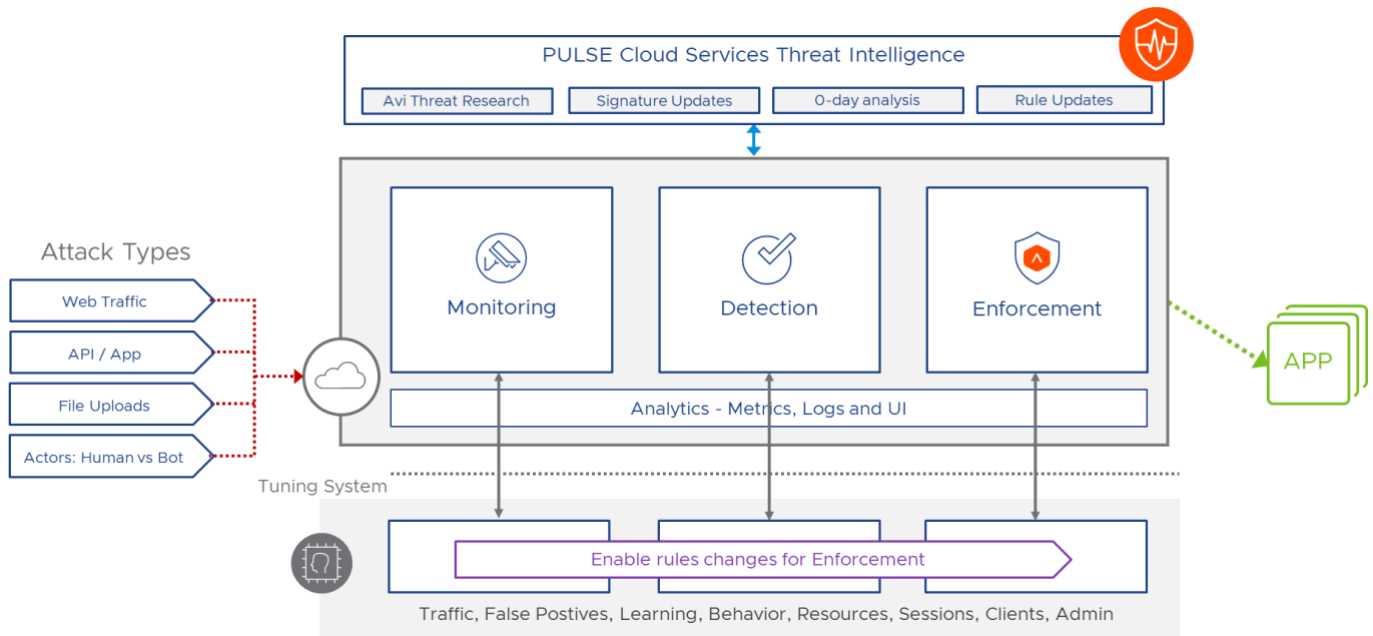 PULSE Cloud Services Threat Intelligence
Avi Threat Research
Signature Updates
0-day analysis
Rule Updates
Attack Types
Web Traffic
API / App
File Uploads
Actors: Human vs Bot
Monitoring
Detection
Enforcement
Analytics - Metrics, Logs and UI
APP
Tuning System
Enable rules changes for Enforcement
Traffic, False Postives, Learning, Behavior, Resources, Sessions, Clients, Admin